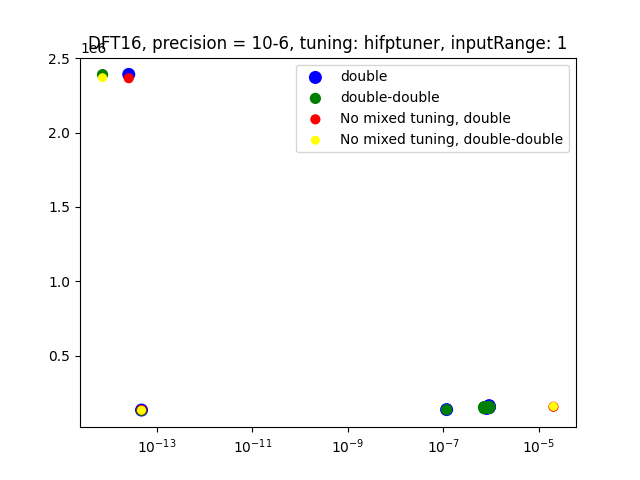 DFT16, precision = 10-6, tuning: hifptuner, inputRange: 1
1e6
2.5
2.0
1.5
1.0
0.5
double
double-double
No mixed tuning, double
No mixed tuning, double-double
10⁻¹³ 10⁻¹¹ 10⁻⁹ 10⁻⁷ 10⁻⁵